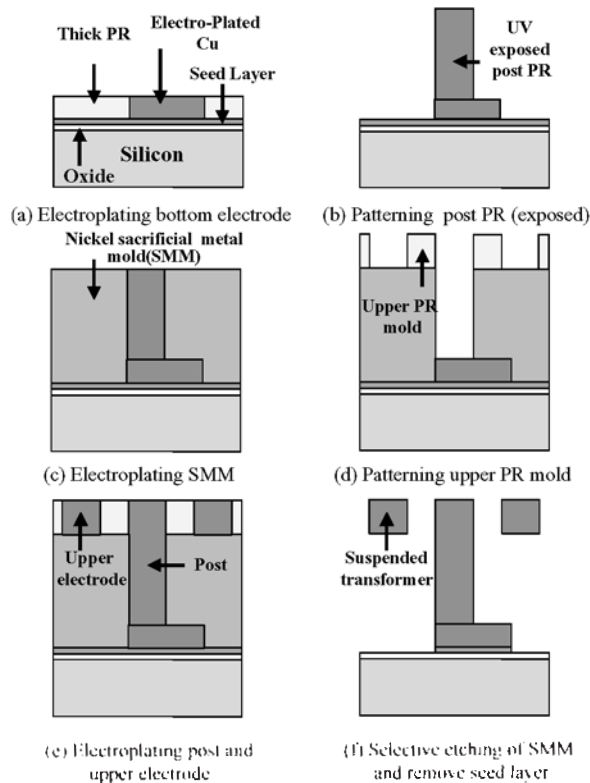 Thick PR
Electro-Plated
Cu
Seed Layer
Silicon
Oxide
(a) Electroplating bottom electrode
UV
exposed
post PR
(b) Patterning post PR (exposed)
Nickel sacrificial metal
mold(SMM)
(c) Electroplating SMM
Upper PR
mold
(d) Patterning upper PR mold
Upper
electrode
Post
(e) Electroplating post and
upper electrode
Suspended
transformer
(f) Selective etching of SMM
and remove seed layer